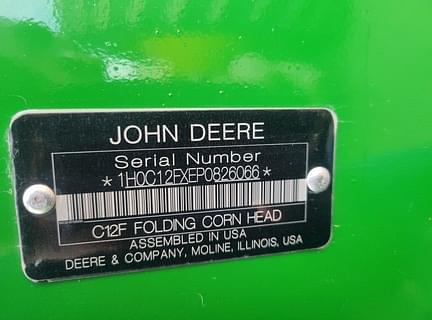 JOHN DEERE
Serial Number
*1H0C12FXEP0826066*
C12F FOLDING CORN HEAD
ASSEMBLED IN USA
DEERE & COMPANY, MOLINE, ILLINOIS, USA